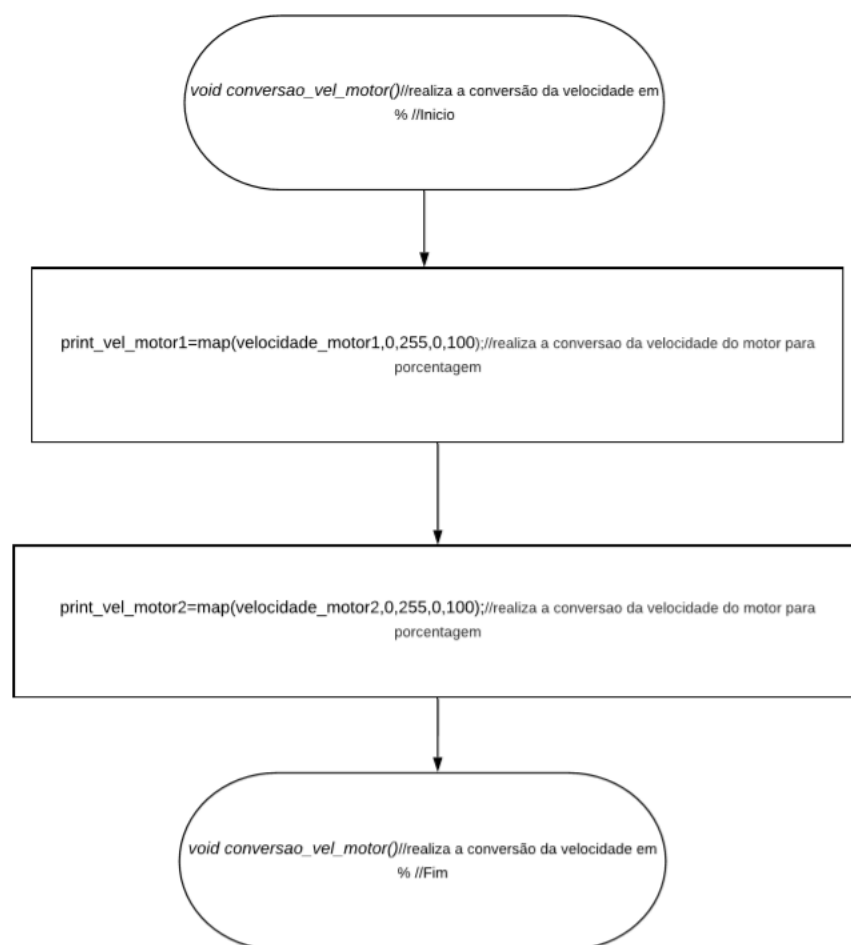 void conversao_vel_motor()//realiza a conversão da velocidade em
% //Inicio
print_vel_motor1=map(velocidade_motor1,0,255,0,100);//realiza a conversao da velocidade do motor para
porcentagem
print_vel_motor2=map(velocidade_motor2,0,255,0,100);//realiza a conversao da velocidade do motor para
porcentagem
void conversao_vel_motor()//realiza a conversão da velocidade em
% //Fim